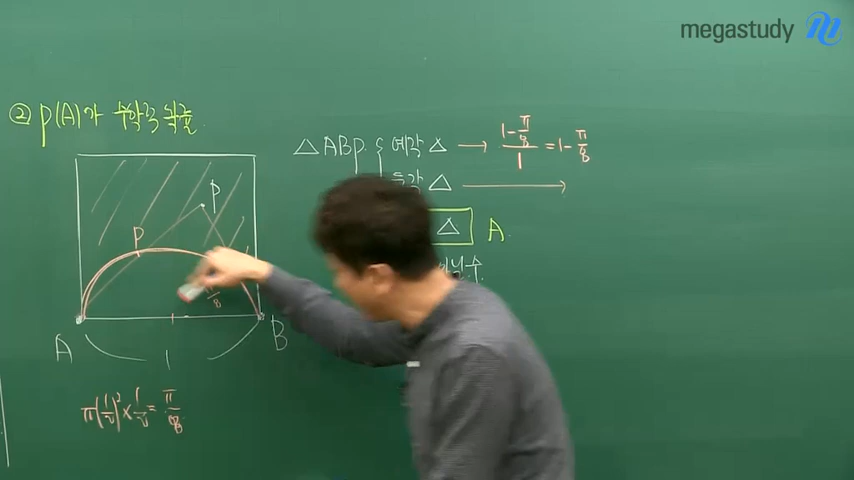 megastudy
② P(A)가 수학적 확률
△ABP : 예각 △ → (1-π/8)/1 = 1-π/8
둔각 △ →
△ A
P
P
π/8
A 1 B
π(1/2)² × 1/2 = π/8